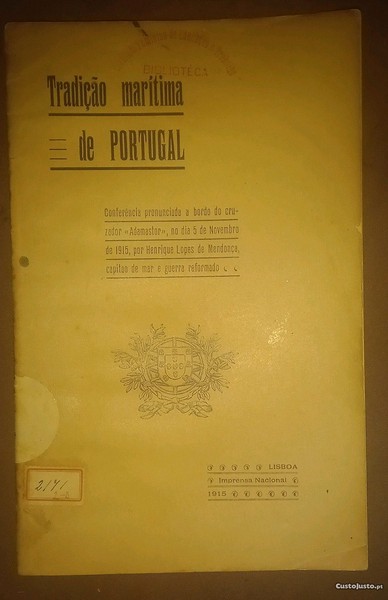 BIBLIOTECA
Tradição marítima
de PORTUGAL
Conferência pronunciada a bordo do cru-
zador «Adamastor», no dia 5 de Novembro
de 1915, por Henrique Lopes de Mendonça,
capitão de mar e guerra reformado
LISBOA
Imprensa Nacional
1915
2171
CustoJusto.pt